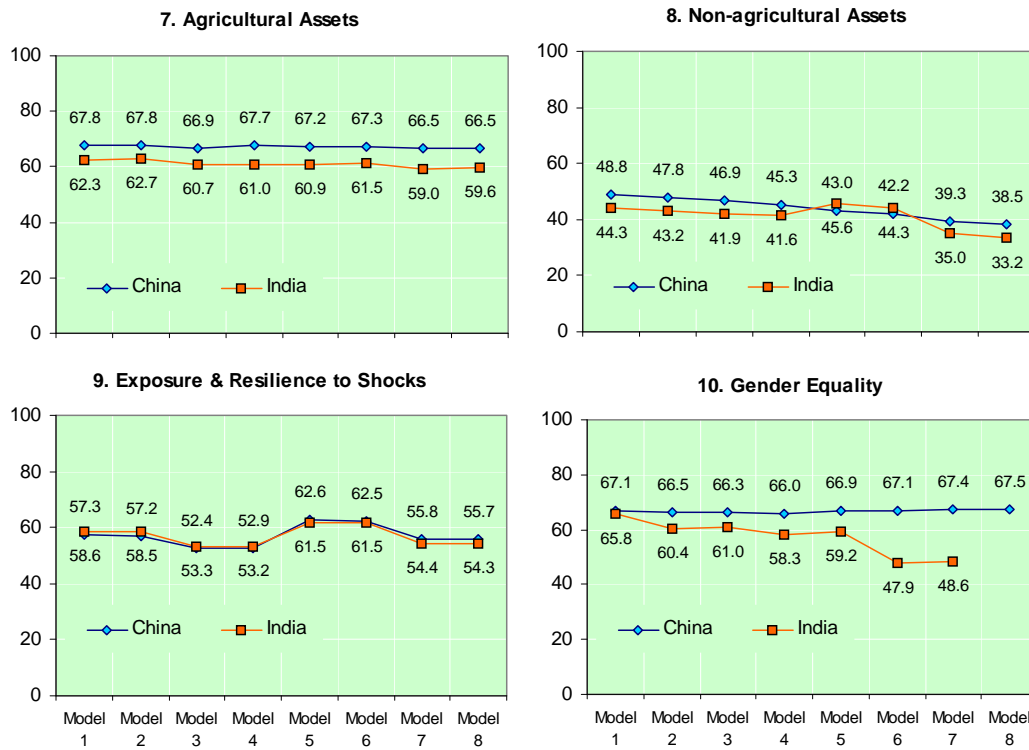 7. Agricultural Assets
100
80
60
40
20
0
67.8 67.8 66.9 67.7 67.2 67.3 66.5 66.5
62.3 62.7 60.7 61.0 60.9 61.5 59.0 59.6
China India
8. Non-agricultural Assets
100
80
60
40
20
0
48.8 47.8 46.9 45.3 43.0 42.2 39.3 38.5
44.3 43.2 41.9 41.6 45.6 44.3 35.0 33.2
China India
9. Exposure & Resilience to Shocks
100
80
60
40
20
0
57.3 57.2 52.4 52.9 62.6 62.5 55.8 55.7
58.6 58.5 53.3 53.2 61.5 61.5 54.4 54.3
China India
Model Model Model Model Model Model Model Model
1 2 3 4 5 6 7 8
10. Gender Equality
100
80
60
40
20
0
67.1 66.5 66.3 66.0 66.9 67.1 67.4 67.5
65.8 60.4 61.0 58.3 59.2 47.9 48.6
China India
Model Model Model Model Model Model Model Model
1 2 3 4 5 6 7 8